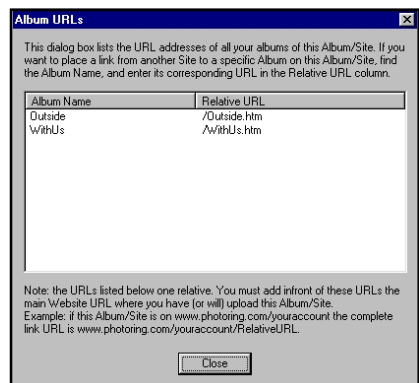 Album URLs
This dialog box lists the URL addresses of all your albums of this Album/Site. If you
want to place a link from another Site to a specific Album on this Album/Site, find
the Album Name, and enter its corresponding URL in the Relative URL column.
Album Name Relative URL
Outside /Outside.htm
WithUs /WithUs.htm
Note: the URLs listed below one relative. You must add infront of these URLs the
main Website URL where you have (or will) upload this Album/Site.
Example: if this Album/Site is on www.photoring.com/youraccount the complete
link URL is www.photoring.com/youraccount/RelativeURL.
Close